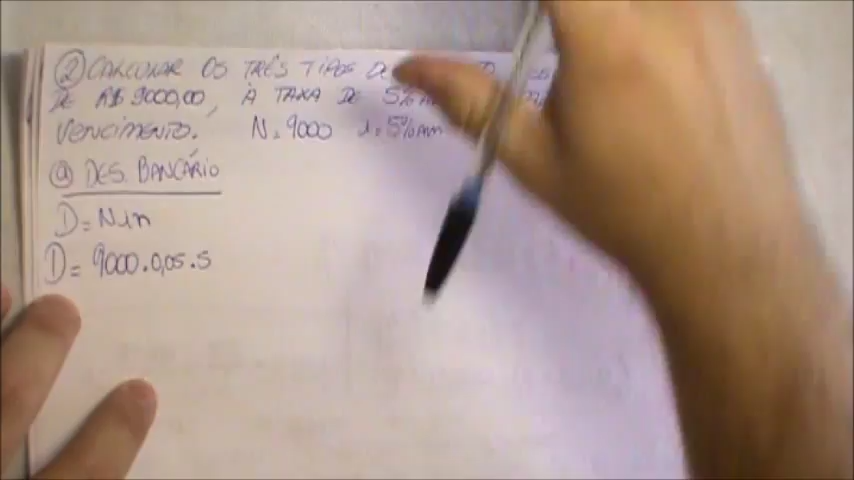 ② CALCULAR OS TRÊS TIPOS DE
DE R$ 9000,00, À TAXA DE 5%
VENCIMENTO. N = 9000 i = 5% am
ⓐ DES. BANCÁRIO
D = N.i.n
D = 9000.0,05.5